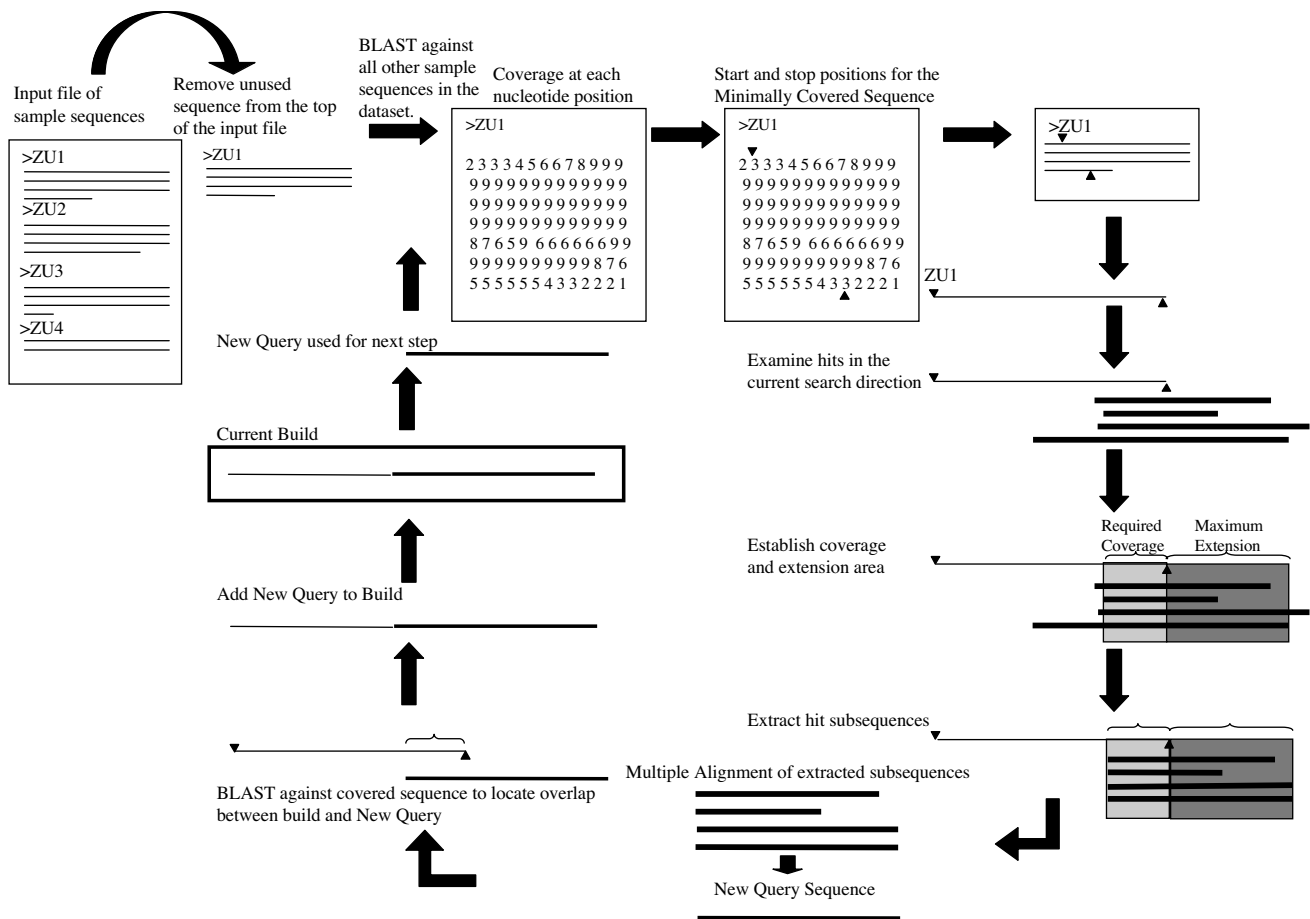 Input file of
sample sequences
>ZU1
>ZU2
>ZU3
>ZU4
Remove unused
sequence from the top
of the input file
>ZU1
BLAST against
all other sample
sequences in the
dataset.
Coverage at each
nucleotide position
>ZU1
2 3 3 3 4 5 6 6 7 8 9 9 9
9 9 9 9 9 9 9 9 9 9 9 9 9
9 9 9 9 9 9 9 9 9 9 9 9 9
9 9 9 9 9 9 9 9 9 9 9 9 9
8 7 6 5 9 6 6 6 6 6 6 9 9
9 9 9 9 9 9 9 9 9 9 8 7 6
5 5 5 5 5 5 4 3 3 2 2 2 1
Start and stop positions for the
Minimally Covered Sequence
>ZU1
2 3 3 3 4 5 6 6 7 8 9 9 9
9 9 9 9 9 9 9 9 9 9 9 9 9
9 9 9 9 9 9 9 9 9 9 9 9 9
9 9 9 9 9 9 9 9 9 9 9 9 9
8 7 6 5 9 6 6 6 6 6 6 9 9
9 9 9 9 9 9 9 9 9 9 8 7 6
5 5 5 5 5 5 4 3 3 2 2 2 1
>ZU1
ZU1
Examine hits in the
current search direction
Required
Coverage
Maximum
Extension
Establish coverage
and extension area
Extract hit subsequences
Multiple Alignment of extracted subsequences
New Query Sequence
BLAST against covered sequence to locate overlap
between build and New Query
Add New Query to Build
Current Build
New Query used for next step